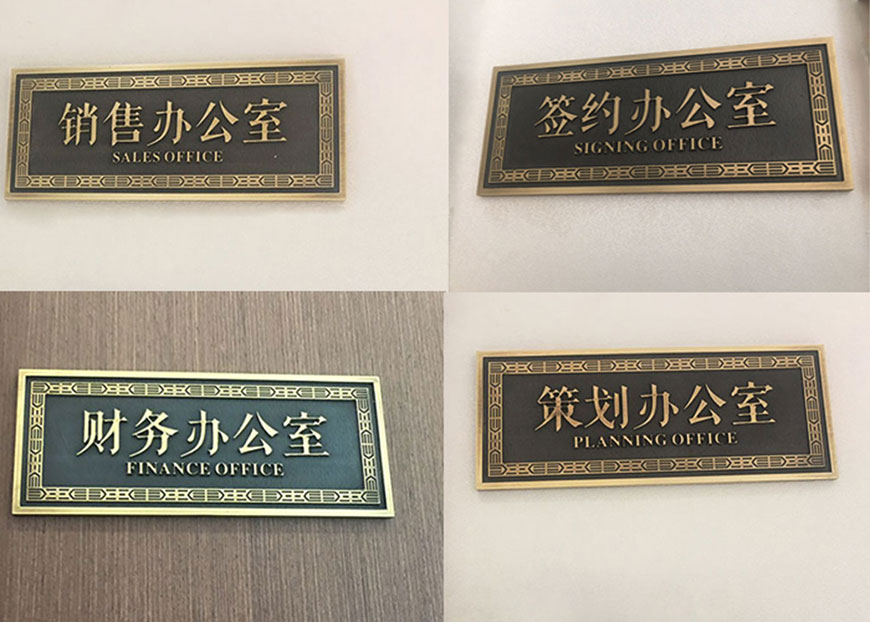 销售办公室
SALES OFFICE
签约办公室
SIGNING OFFICE
财务办公室
FINANCE OFFICE
策划办公室
PLANNING OFFICE